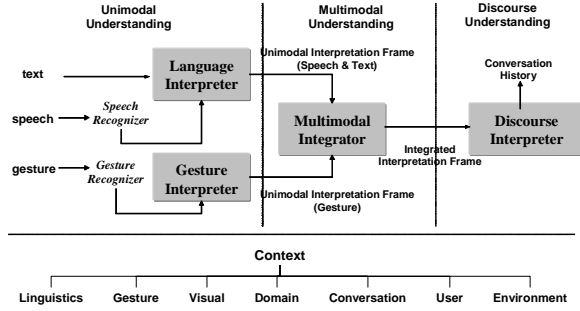 Unimodal
Understanding
Multimodal
Understanding
Discourse
Understanding
Unimodal Interpretation Frame
(Speech & Text)
Language
Interpreter
text
Conversation
History
Speech
Recognizer
speech
Multimodal
Integrator
Discourse
Interpreter
Integrated
Interpretation Frame
gesture
Gesture
Recognizer
Gesture
Interpreter
Unimodal Interpretation Frame
(Gesture)
Context
Linguistics Gesture Visual Domain Conversation User Environment